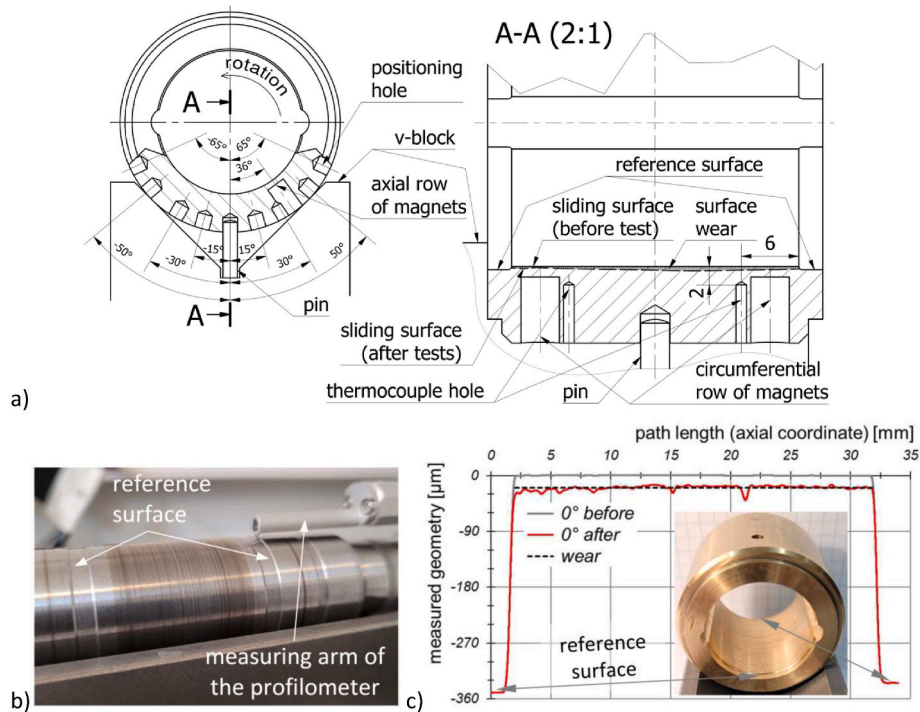 A-A (2:1)
rotation
A
positioning
hole
v-block
axial row
of magnets
-65°
65°
36°
-50°
-30°
-15°
15°
30°
50°
pin
A
sliding surface
(after tests)
thermocouple hole
reference surface
sliding surface
(before test)
surface
wear
6
2
pin
circumferential
row of magnets
a)
reference
surface
measuring arm of
the profilometer
b)
path length (axial coordinate) [mm]
0 5 10 15 20 25 30 35
measured geometry [µm]
0
-90
-180
-270
-360
0° before
0° after
wear
reference
surface
c)